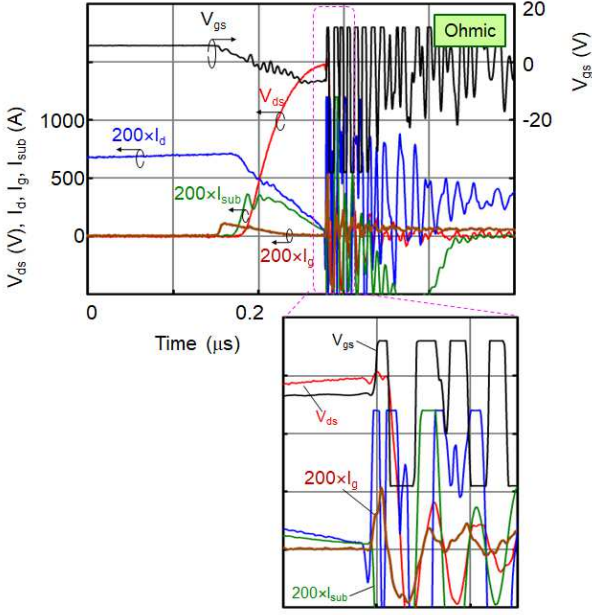 20
Vgs
Ohmic
0
Vgs (V)
Vds
-20
1000
200×Id
500
200×Isub
0
200×Ig
Vds (V), Id, Ig, Isub (A)
0
0.2
Time (μs)
Vgs
Vds
200×Ig
200×Isub